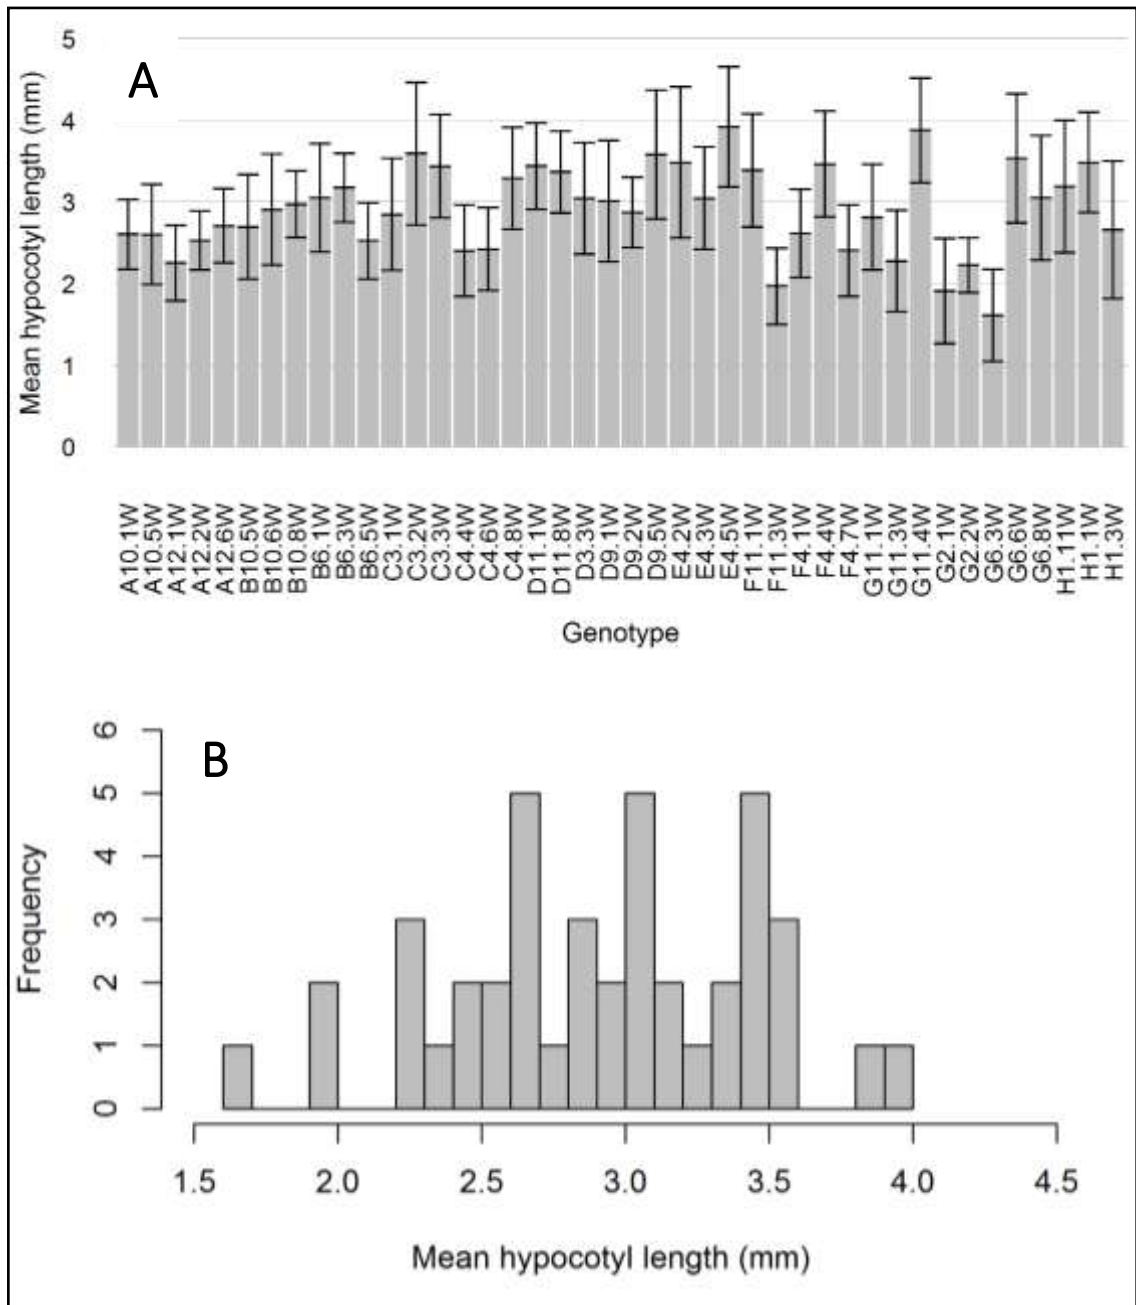 A
Mean hypocotyl length (mm)
5
4
3
2
1
0
A10.1W
A10.5W
A12.1W
A12.2W
A12.6W
B10.5W
B10.6W
B10.8W
B6.1W
B6.3W
B6.5W
C3.1W
C3.2W
C3.3W
C4.4W
C4.6W
C4.8W
D11.1W
D11.8W
D3.3W
D9.1W
D9.2W
D9.5W
E4.2W
E4.3W
E4.5W
F11.1W
F11.3W
F4.1W
F4.4W
F4.7W
G11.1W
G11.3W
G11.4W
G2.1W
G2.2W
G6.3W
G6.6W
G6.8W
H1.11W
H1.1W
H1.3W
Genotype
B
Frequency
6
5
4
3
2
1
0
1.5 2.0 2.5 3.0 3.5 4.0 4.5
Mean hypocotyl length (mm)